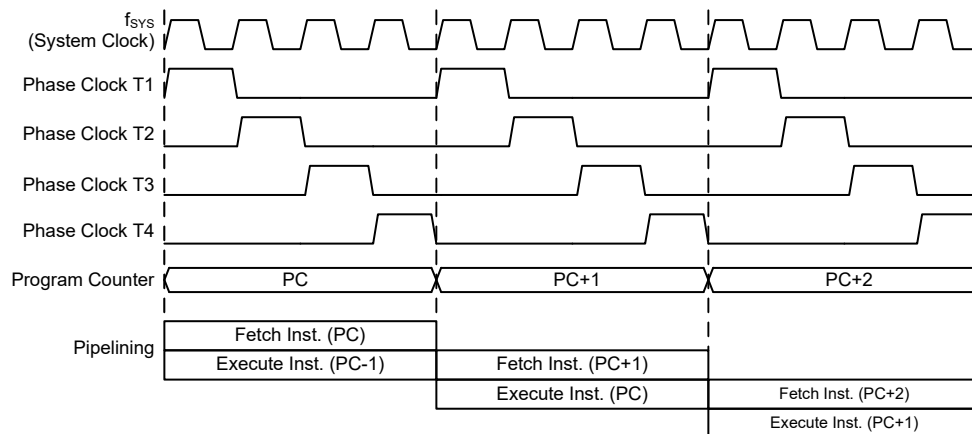 fSYS
(System Clock)
Phase Clock T1
Phase Clock T2
Phase Clock T3
Phase Clock T4
Program Counter PC PC+1 PC+2
Pipelining
Fetch Inst. (PC)
Execute Inst. (PC-1) Fetch Inst. (PC+1)
Execute Inst. (PC) Fetch Inst. (PC+2)
Execute Inst. (PC+1)